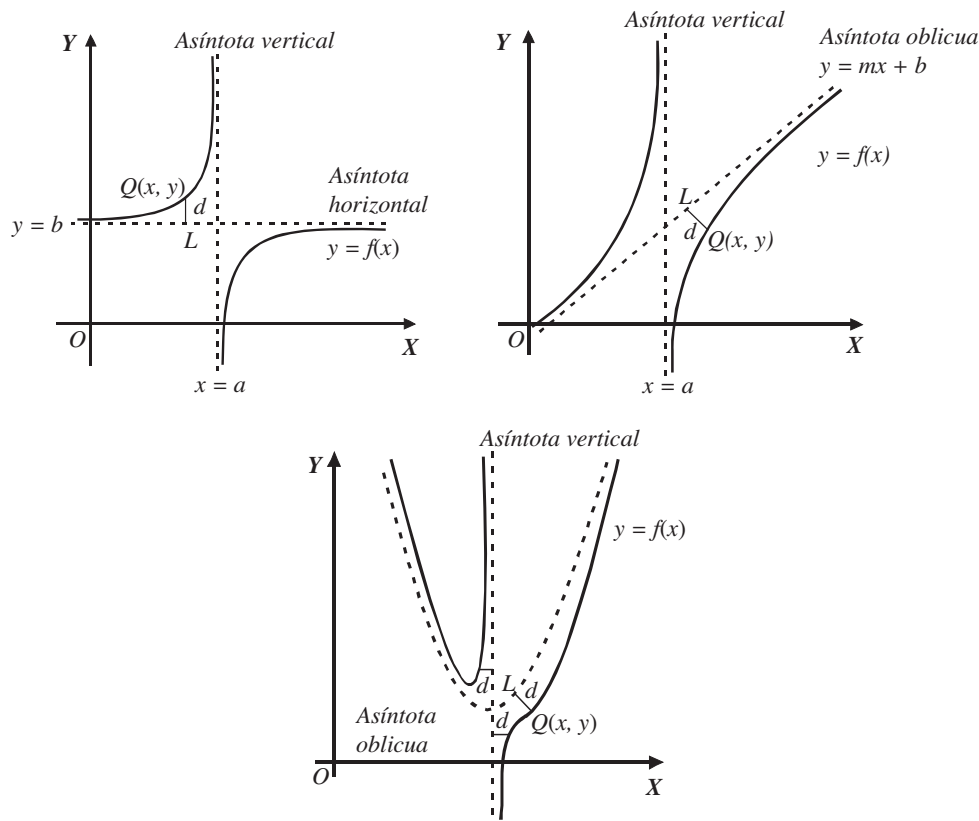 Y
Asíntota vertical
Q(x, y)
d
Asíntota
horizontal
y = b
L
y = f(x)
O
X
x = a
Y
Asíntota vertical
Asíntota oblicua
y = mx + b
y = f(x)
L
d
Q(x, y)
O
X
x = a
Asíntota vertical
Y
y = f(x)
d
L
d
d
Q(x, y)
Asíntota
oblicua
O
X